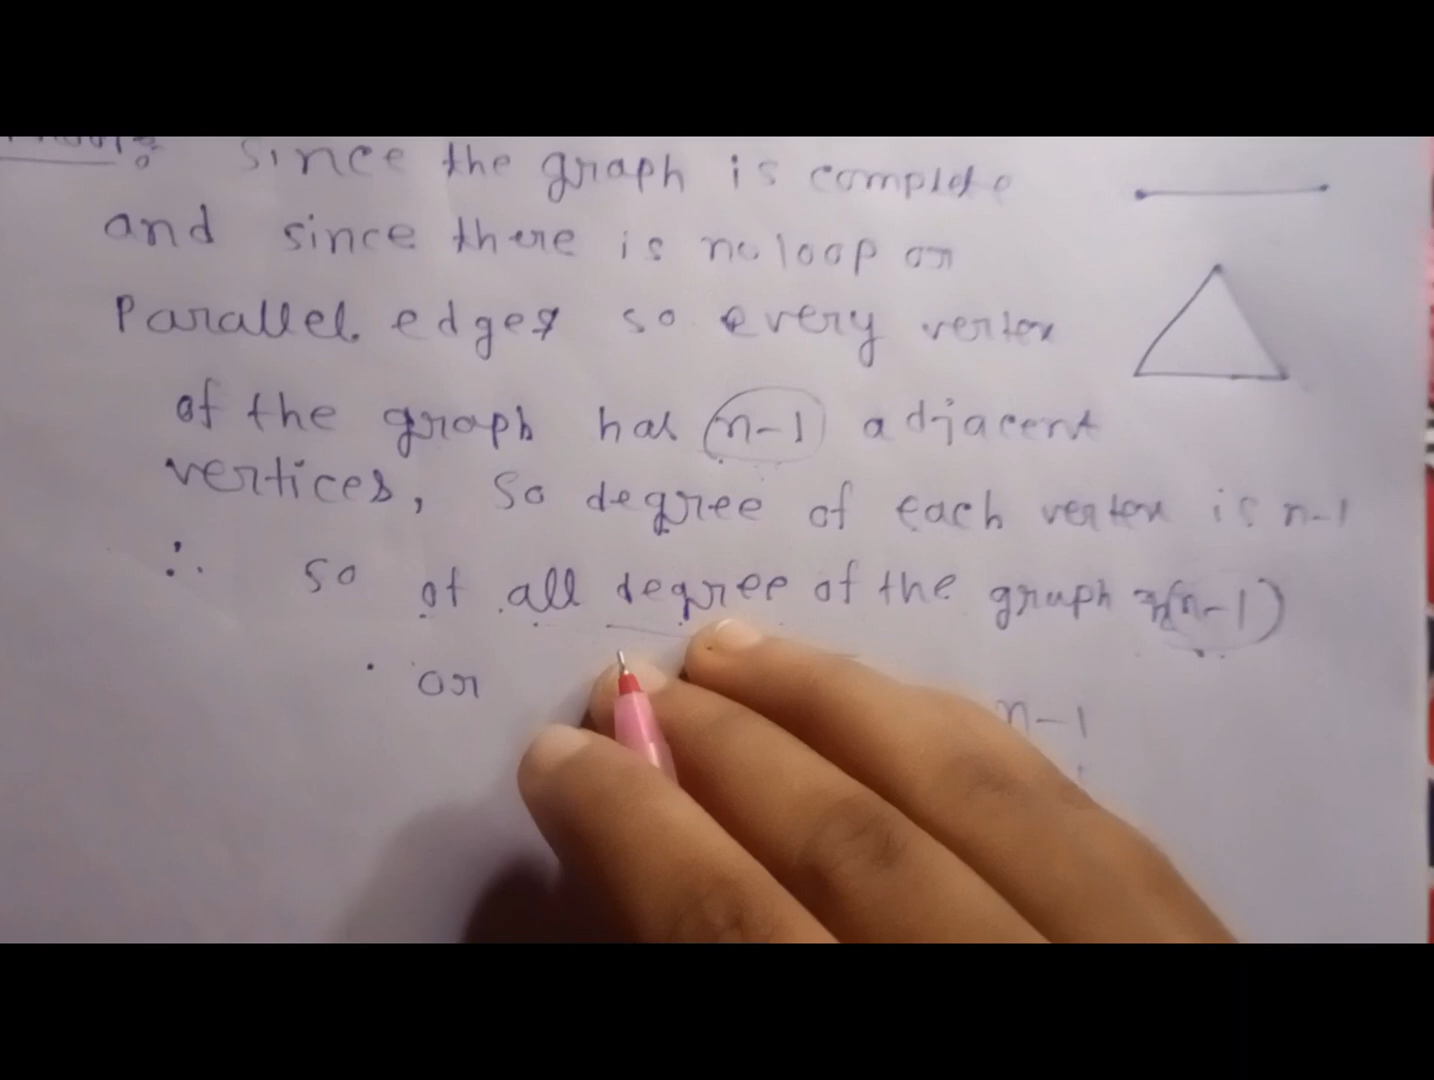 Proof:
since the graph is complete
and since there is no loop or
Parallel edges so every vertex
of the graph has n-1 adjacent
vertices, so degree of each vertex is n-1
∴ so of all degree of the graph (n-1)
or
n-1